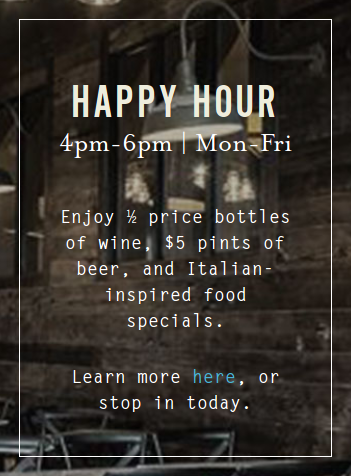 HAPPY HOUR
4pm-6pm | Mon-Fri
Enjoy ½ price bottles
of wine, $5 pints of
beer, and Italian-
inspired food
specials.
Learn more here, or
stop in today.